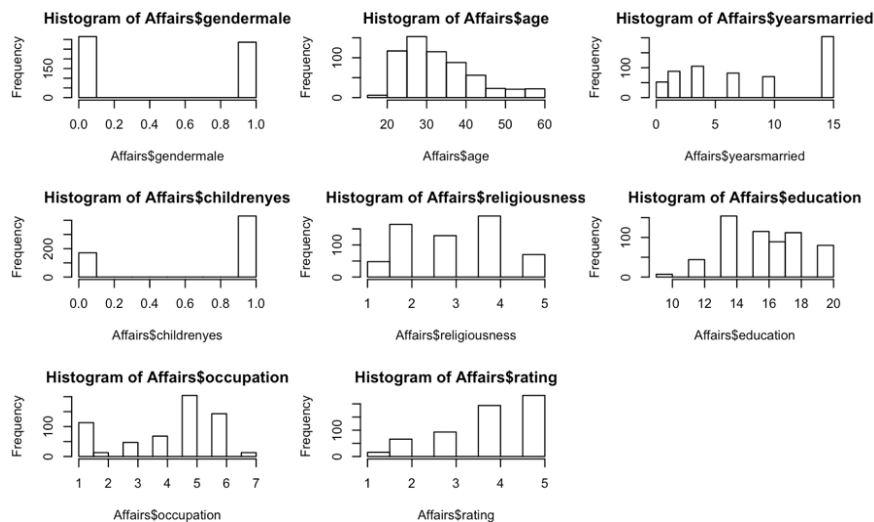 Histogram of Affairs$gendermale
Frequency
0 150
0.0 0.2 0.4 0.6 0.8 1.0
Affairs$gendermale
Histogram of Affairs$age
Frequency
0 100
20 30 40 50 60
Affairs$age
Histogram of Affairs$yearsmarried
Frequency
0 100
0 5 10 15
Affairs$yearsmarried
Histogram of Affairs$childrenyes
Frequency
0 200
0.0 0.2 0.4 0.6 0.8 1.0
Affairs$childrenyes
Histogram of Affairs$religiousness
Frequency
0 100
1 2 3 4 5
Affairs$religiousness
Histogram of Affairs$education
Frequency
0 100
10 12 14 16 18 20
Affairs$education
Histogram of Affairs$occupation
Frequency
0 100
1 2 3 4 5 6 7
Affairs$occupation
Histogram of Affairs$rating
Frequency
0 100
1 2 3 4 5
Affairs$rating